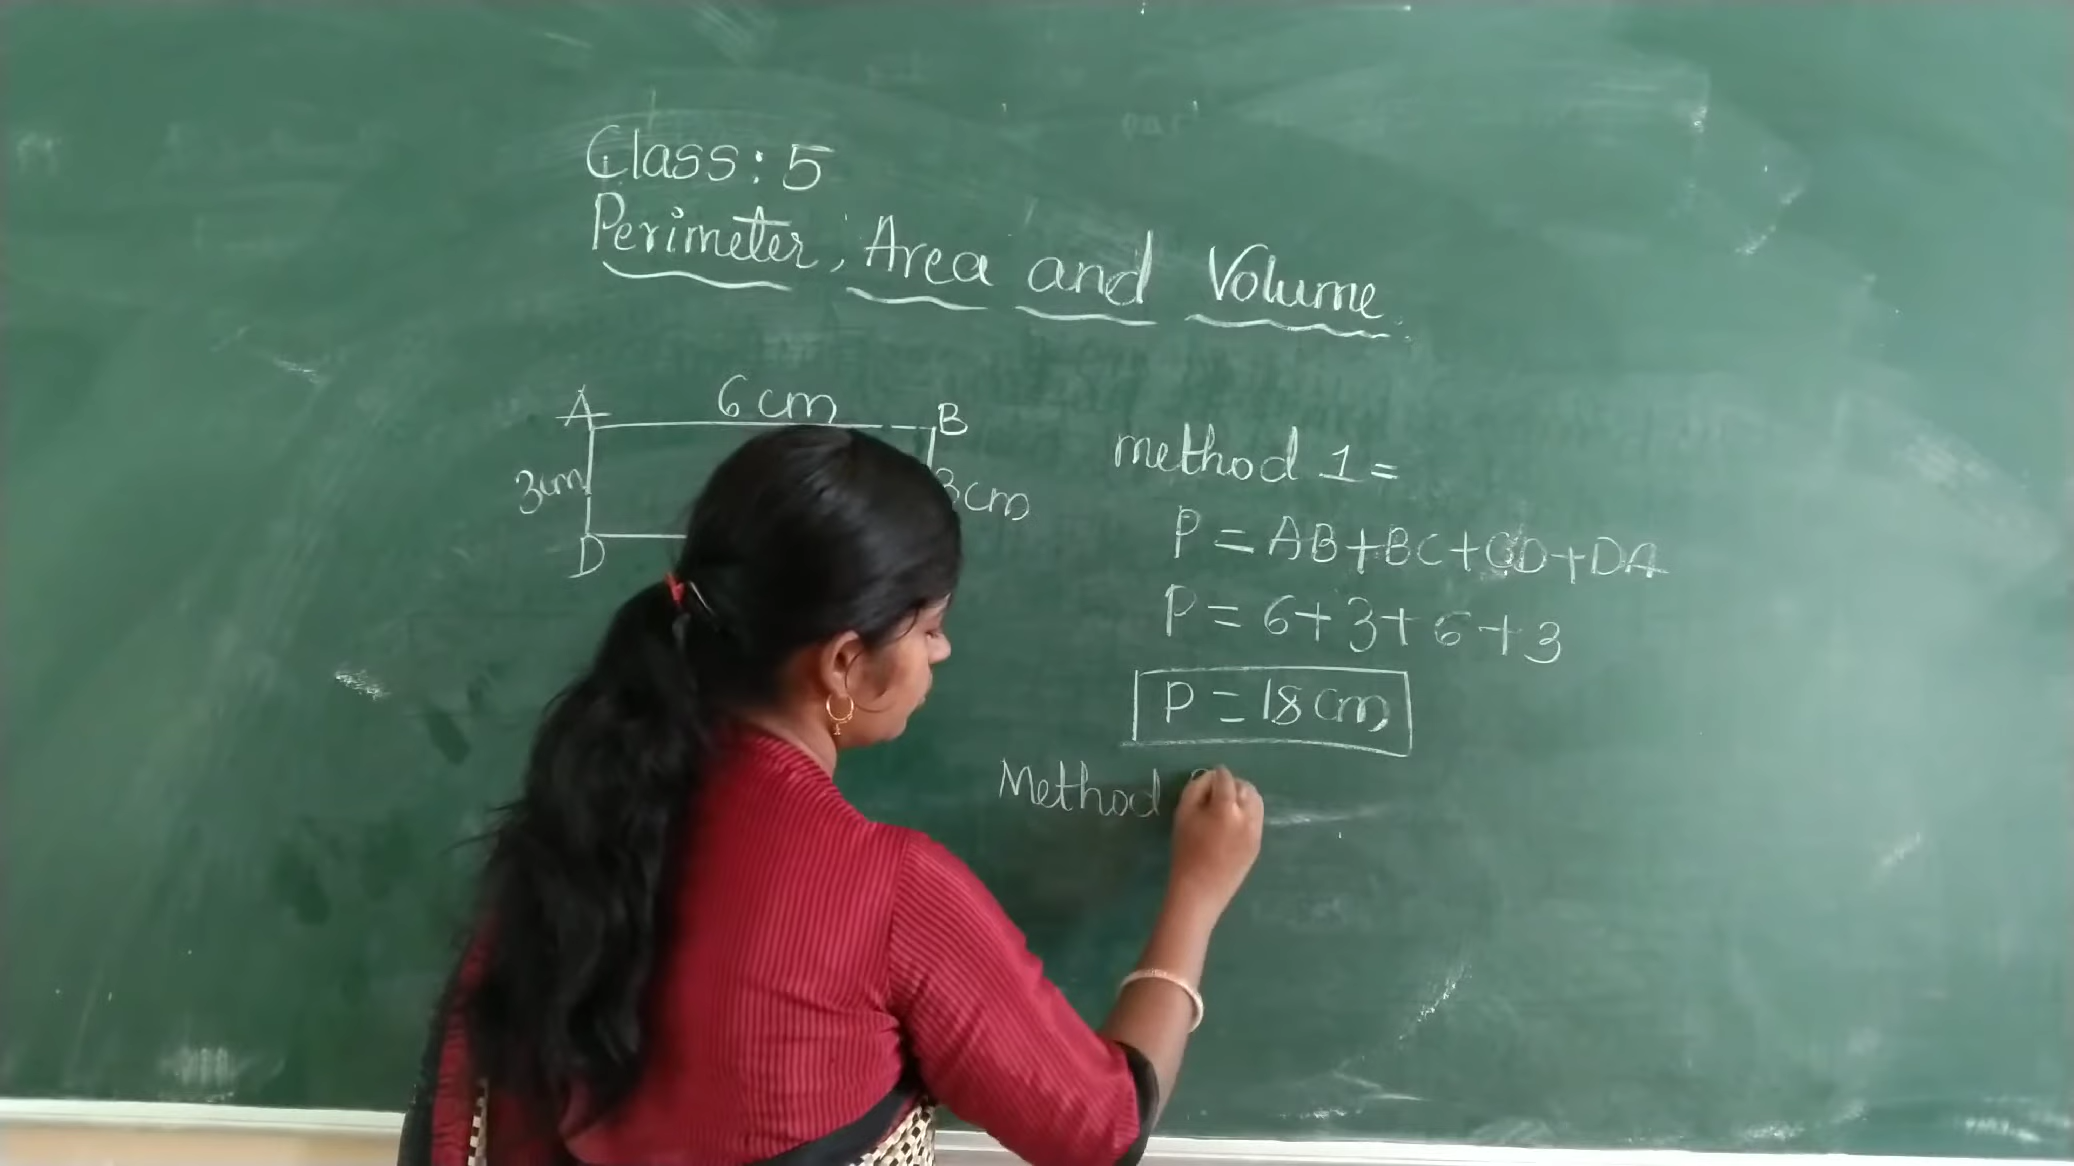 Class: 5
Perimeter, Area and Volume.
6 cm
A
B
3cm
3cm
D
method 1 =
P = AB+BC+CD+DA
P = 6+3+6+3
P = 18 cm
Method